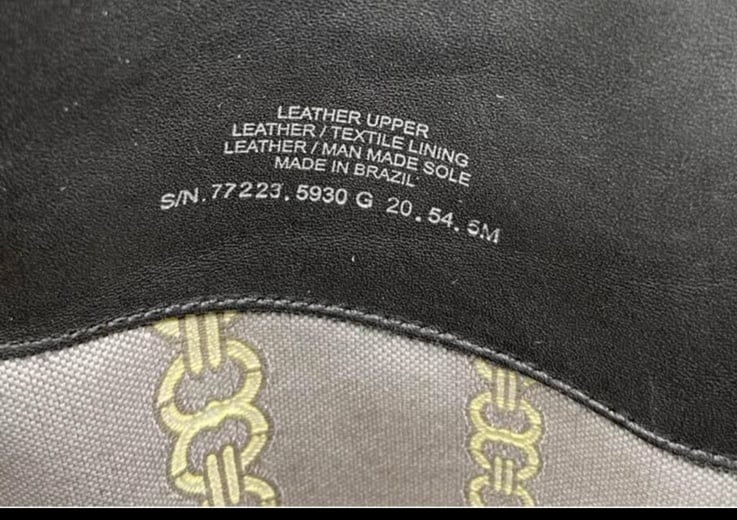 LEATHER UPPER
LEATHER / TEXTILE LINING
LEATHER / MAN MADE SOLE
MADE IN BRAZIL
S/N.77223.5930 G 20.54.6M